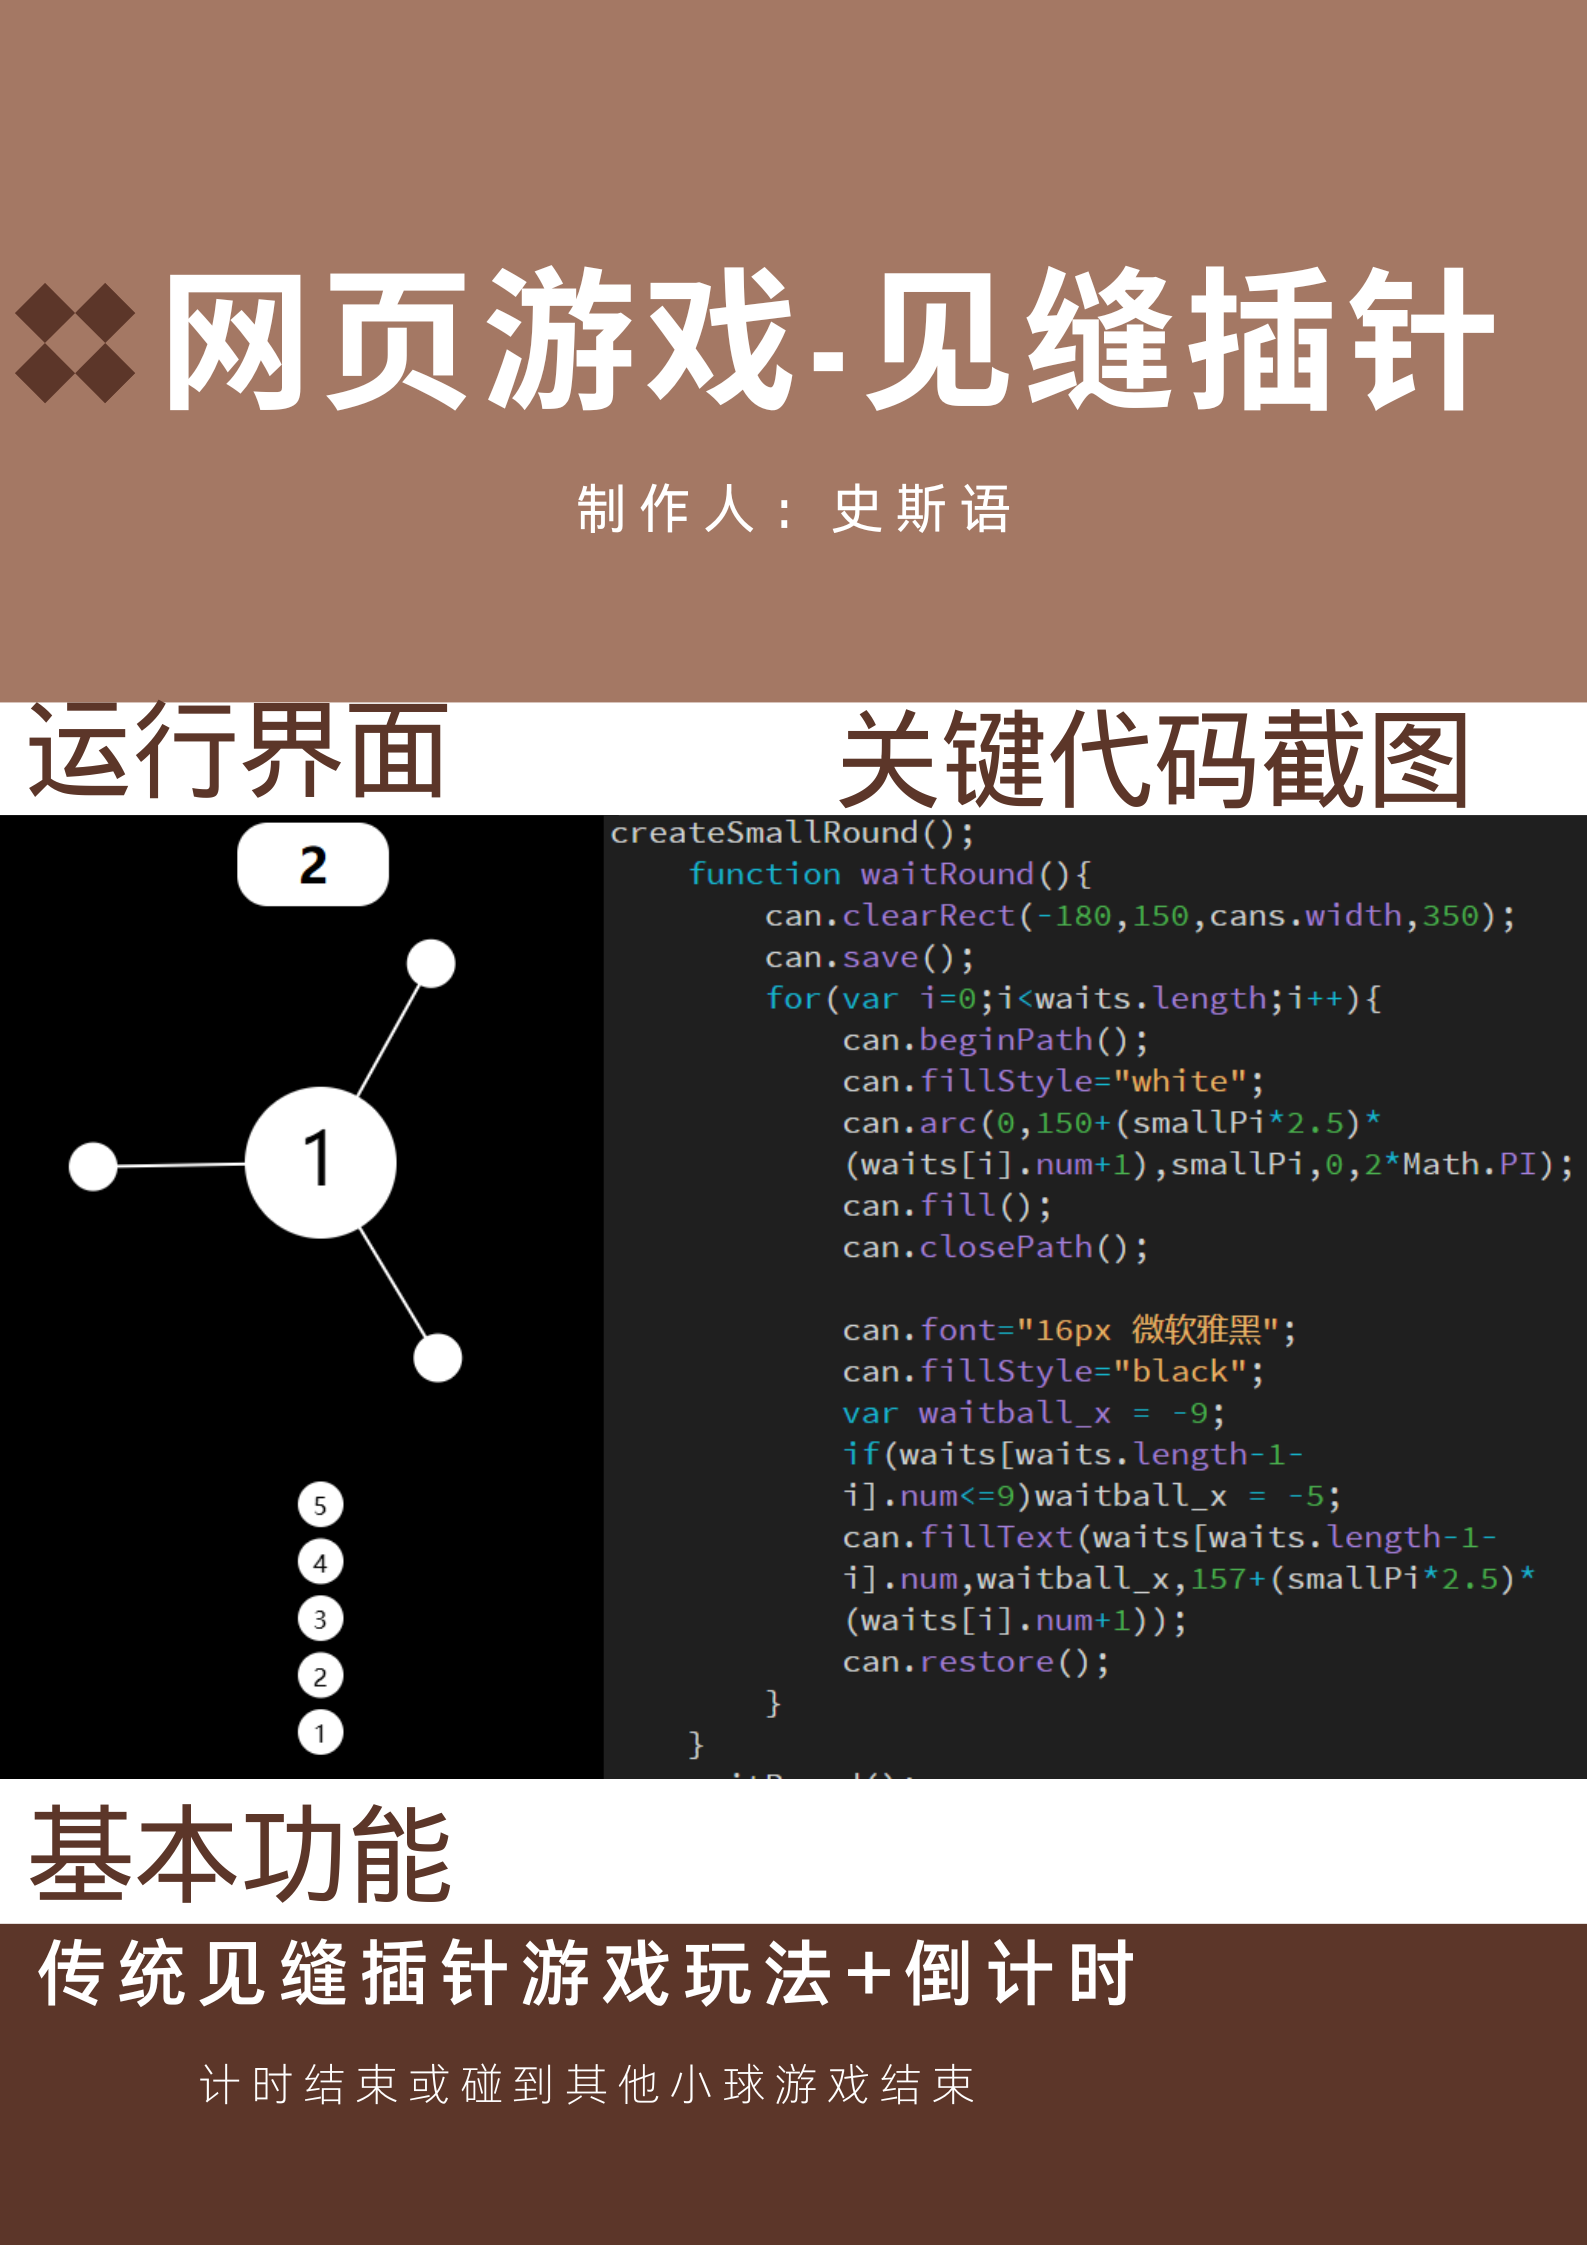 网页游戏-见缝插针
制作人：史斯语
运行界面
关键代码截图
2
1
5
4
3
2
1
createSmallRound();
function waitRound(){
can.clearRect(-180,150,cans.width,350);
can.save();
for(var i=0;i<waits.length;i++){
can.beginPath();
can.fillStyle="white";
can.arc(0,150+(smallPi*2.5)*
(waits[i].num+1),smallPi,0,2*Math.PI);
can.fill();
can.closePath();
can.font="16px 微软雅黑";
can.fillStyle="black";
var waitball_x = -9;
if(waits[waits.length-1-
i].num<=9)waitball_x = -5;
can.fillText(waits[waits.length-1-
i].num,waitball_x,157+(smallPi*2.5)*
(waits[i].num+1));
can.restore();
}
}
基本功能
传统见缝插针游戏玩法+倒计时
计时结束或碰到其他小球游戏结束